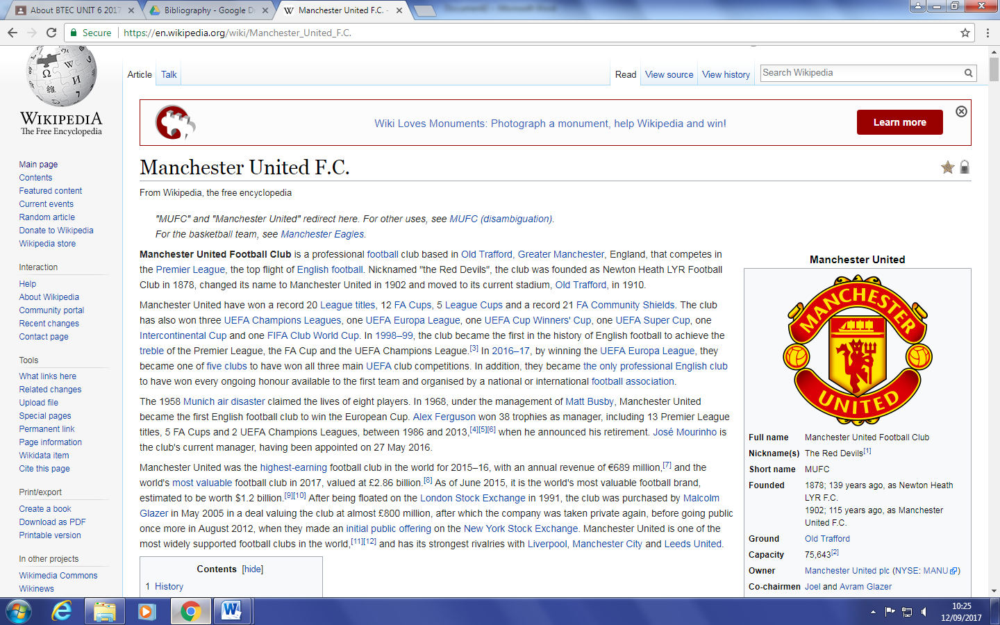 About BTEC UNIT 6 2017
Bibliography - Google D
Manchester United F.C. -
Secure https://en.wikipedia.org/wiki/Manchester_United_F.C.
WIKIPEDIA
The Free Encyclopedia
Main page
Contents
Featured content
Current events
Random article
Donate to Wikipedia
Wikipedia store
Interaction
Help
About Wikipedia
Community portal
Recent changes
Contact page
Tools
What links here
Related changes
Upload file
Special pages
Permanent link
Page information
Wikidata item
Cite this page
Print/export
Create a book
Download as PDF
Printable version
In other projects
Wikimedia Commons
Wikinews
Article Talk
Read View source View history Search Wikipedia
Wiki Loves Monuments: Photograph a monument, help Wikipedia and win!
Learn more
Manchester United F.C.
From Wikipedia, the free encyclopedia
"MUFC" and "Manchester United" redirect here. For other uses, see MUFC (disambiguation).
For the basketball team, see Manchester Eagles.
Manchester United Football Club is a professional football club based in Old Trafford, Greater Manchester, England, that competes in
the Premier League, the top flight of English football. Nicknamed "the Red Devils", the club was founded as Newton Heath LYR Football
Club in 1878, changed its name to Manchester United in 1902 and moved to its current stadium, Old Trafford, in 1910.
Manchester United have won a record 20 League titles, 12 FA Cups, 5 League Cups and a record 21 FA Community Shields. The club
has also won three UEFA Champions Leagues, one UEFA Europa League, one UEFA Cup Winners' Cup, one UEFA Super Cup, one
Intercontinental Cup and one FIFA Club World Cup. In 1998–99, the club became the first in the history of English football to achieve the
treble of the Premier League, the FA Cup and the UEFA Champions League.[3] In 2016–17, by winning the UEFA Europa League, they
became one of five clubs to have won all three main UEFA club competitions. In addition, they became the only professional English club
to have won every ongoing honour available to the first team and organised by a national or international football association.
The 1958 Munich air disaster claimed the lives of eight players. In 1968, under the management of Matt Busby, Manchester United
became the first English football club to win the European Cup. Alex Ferguson won 38 trophies as manager, including 13 Premier League
titles, 5 FA Cups and 2 UEFA Champions Leagues, between 1986 and 2013,[4][5][6] when he announced his retirement. José Mourinho is
the club's current manager, having been appointed on 27 May 2016.
Manchester United was the highest-earning football club in the world for 2015–16, with an annual revenue of €689 million,[7] and the
world's most valuable football club in 2017, valued at £2.86 billion.[8] As of June 2015, it is the world's most valuable football brand,
estimated to be worth $1.2 billion.[9][10] After being floated on the London Stock Exchange in 1991, the club was purchased by Malcolm
Glazer in May 2005 in a deal valuing the club at almost £800 million, after which the company was taken private again, before going public
once more in August 2012, when they made an initial public offering on the New York Stock Exchange. Manchester United is one of the
most widely supported football clubs in the world,[11][12] and has its strongest rivalries with Liverpool, Manchester City and Leeds United.
Contents [hide]
1 History
Manchester United
MANCHESTER
UNITED
Full name Manchester United Football Club
Nickname(s) The Red Devils[1]
Short name MUFC
Founded 1878; 139 years ago, as Newton Heath
LYR F.C.
1902; 115 years ago, as Manchester
United F.C.
Ground Old Trafford
Capacity 75,643[2]
Owner Manchester United plc (NYSE: MANU)
Co-chairmen Joel and Avram Glazer
10:25
12/09/2017